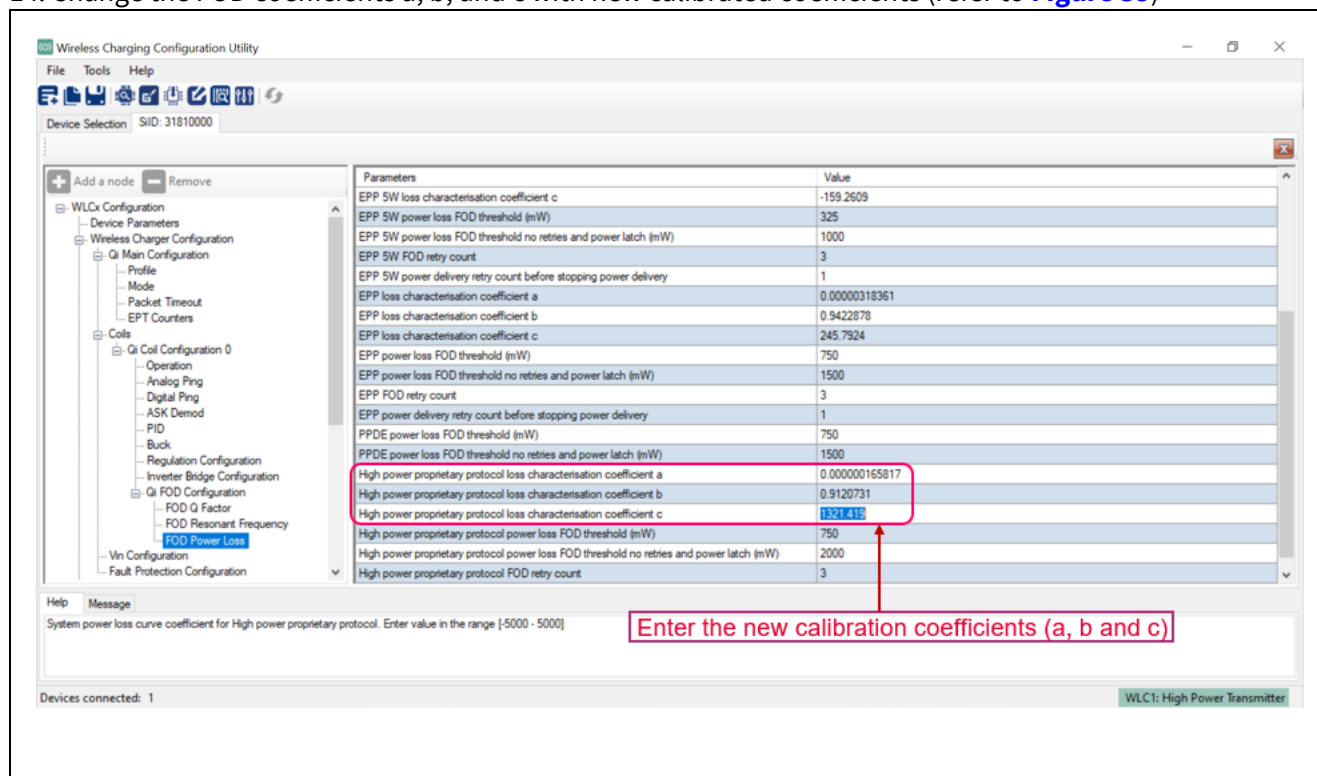 Wireless Charging Configuration Utility
File Tools Help
Device Selection SIID: 31810000
Add a node Remove
WLCx Configuration
Device Parameters
Wireless Charger Configuration
Qi Main Configuration
Profile
Mode
Packet Timeout
EPT Counters
Coils
Qi Coil Configuration 0
Operation
Analog Ping
Digital Ping
ASK Demod
PID
Buck
Regulation Configuration
Inverter Bridge Configuration
Qi FOD Configuration
FOD Q Factor
FOD Resonant Frequency
FOD Power Loss
Vin Configuration
Fault Protection Configuration
Parameters Value
EPP 5W loss characterisation coefficient c -159.2609
EPP 5W power loss FOD threshold (mW) 325
EPP 5W power loss FOD threshold no retries and power latch (mW) 1000
EPP 5W FOD retry count 3
EPP 5W power delivery retry count before stopping power delivery 1
EPP loss characterisation coefficient a 0.00000318361
EPP loss characterisation coefficient b 0.9422878
EPP loss characterisation coefficient c 245.7924
EPP power loss FOD threshold (mW) 750
EPP power loss FOD threshold no retries and power latch (mW) 1500
EPP FOD retry count 3
EPP power delivery retry count before stopping power delivery 1
PPDE power loss FOD threshold (mW) 750
PPDE power loss FOD threshold no retries and power latch (mW) 1500
High power proprietary protocol loss characterisation coefficient a 0.000000165817
High power proprietary protocol loss characterisation coefficient b 0.9120731
High power proprietary protocol loss characterisation coefficient c 1321.419
High power proprietary protocol power loss FOD threshold (mW) 750
High power proprietary protocol power loss FOD threshold no retries and power latch (mW) 2000
High power proprietary protocol FOD retry count 3
Help Message
System power loss curve coefficient for High power proprietary protocol. Enter value in the range [-5000 - 5000]
Enter the new calibration coefficients (a, b and c)
Devices connected: 1 WLC1: High Power Transmitter